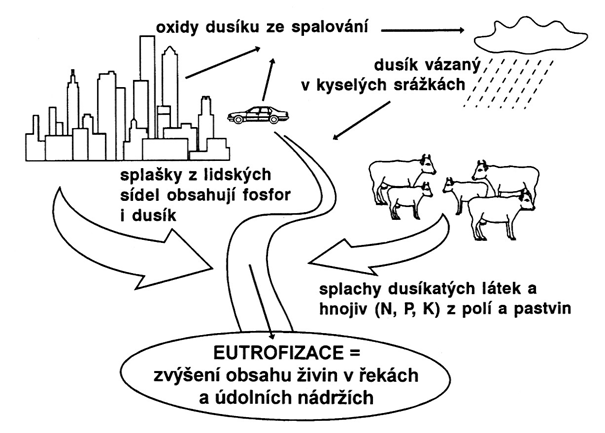 oxidy dusíku ze spalování
dusík vázaný
v kyselých srážkách
splašky z lidských
sídel obsahují fosfor
i dusík
splachy dusíkatých látek a
hnojiv (N, P, K) z polí a pastvin
EUTROFIZACE =
zvýšení obsahu živin v řekách
a údolních nádržích